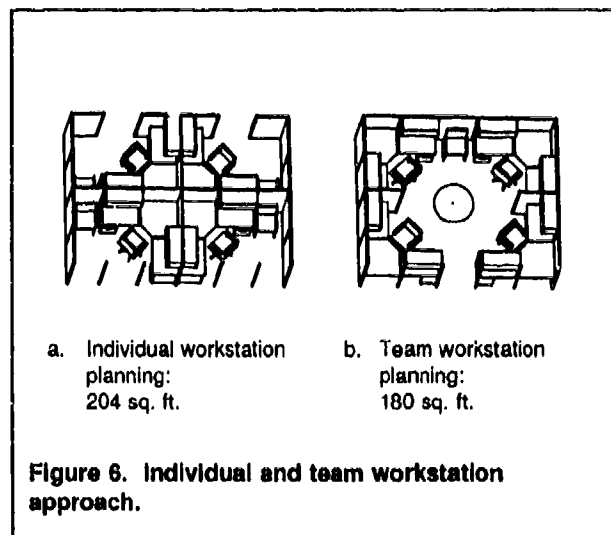 a. Individual workstation
planning:
204 sq. ft.
b. Team workstation
planning:
180 sq. ft.
Figure 6. Individual and team workstation
approach.